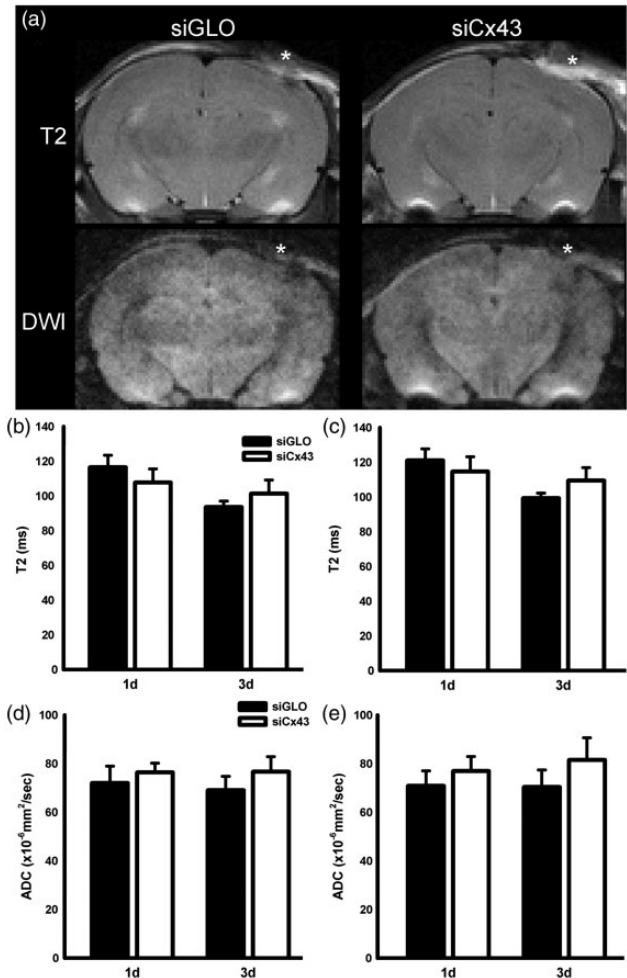 (a)
siGLO siCx43
T2
* *
DWI
* *
(b) (c)
140
120
100
80
60
40
20
0
T2 (ms)
1d 3d
siGLO
siCx43
140
120
100
80
60
40
20
0
T2 (ms)
1d 3d
(d) (e)
100
80
60
40
20
0
ADC (x10⁻⁶mm²/sec)
1d 3d
siGLO
siCx43
100
80
60
40
20
0
ADC (x10⁻⁶mm²/sec)
1d 3d